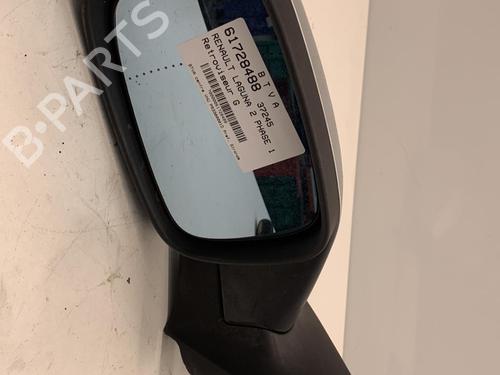 B T V A
61728488 37245
RENAULT LAGUNA 2 PHASE 1
Retroviseur G
B-PARTS